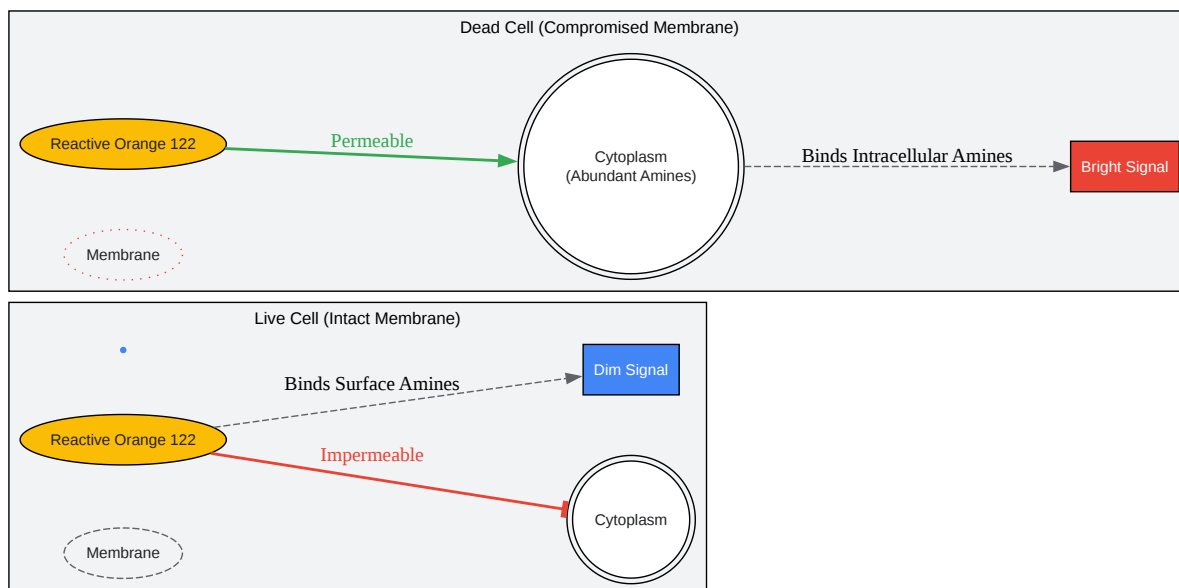 Dead Cell (Compromised Membrane)
Reactive Orange 122
Permeable
Cytoplasm
(Abundant Amines)
Binds Intracellular Amines
Bright Signal
Membrane
Live Cell (Intact Membrane)
Binds Surface Amines
Dim Signal
Reactive Orange 122
Impermeable
Cytoplasm
Membrane